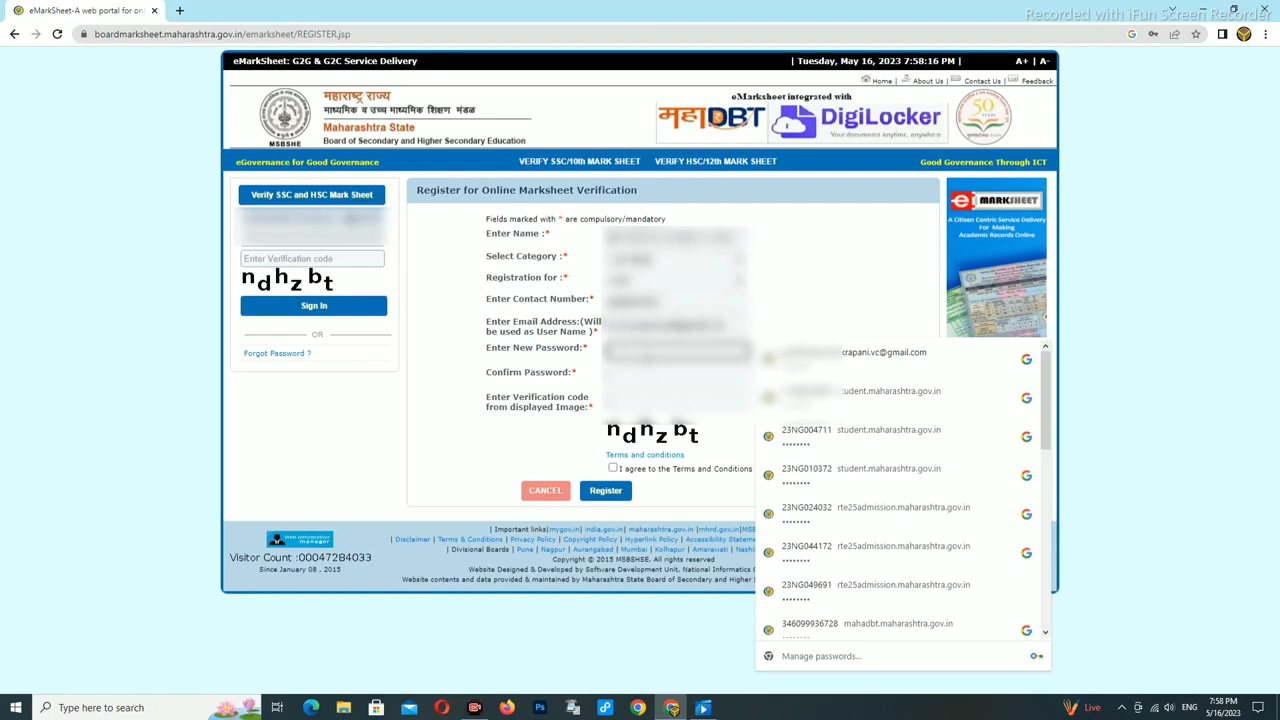 eMarkSheet-A web portal for onl
Recorded with iFun Screen Recorder
boardmarksheet.maharashtra.gov.in/emarksheet/REGISTER.jsp
eMarkSheet: G2G & G2C Service Delivery
| Tuesday, May 16, 2023 7:58:16 PM |
A+ | A-
Home | About Us | Contact Us | Feedback
महाराष्ट्र राज्य
माध्यमिक व उच्च माध्यमिक शिक्षण मंडळ
Maharashtra State
Board of Secondary and Higher Secondary Education
MSBSHE
eMarksheet integrated with
महाDBT
DigiLocker
Your documents anytime, anywhere
50
eGovernance for Good Governance
VERIFY SSC/10th MARK SHEET
VERIFY HSC/12th MARK SHEET
Good Governance Through ICT
Verify SSC and HSC Mark Sheet
Enter Verification code
ndhzbt
Sign In
OR
Forgot Password ?
Register for Online Marksheet Verification
Fields marked with * are compulsory/mandatory
Enter Name :*
Select Category :*
Registration for :*
Enter Contact Number:*
Enter Email Address:(Will
be used as User Name )*
Enter New Password:*
Confirm Password:*
Enter Verification code
from displayed Image:*
ndhzbt
Terms and conditions
I agree to the Terms and Conditions
CANCEL
Register
e MARKSHEET
A Citizen Centric Service Delivery
For Making
Academic Records Online
krapani.vc@gmail.com
student.maharashtra.gov.in
23NG004711 student.maharashtra.gov.in
••••••••
23NG010372 student.maharashtra.gov.in
••••••••
23NG024032 rte25admission.maharashtra.gov.in
••••••••
23NG044172 rte25admission.maharashtra.gov.in
••••••••
23NG049691 rte25admission.maharashtra.gov.in
••••••••
346099936728 mahadbt.maharashtra.gov.in
Manage passwords...
Web Information
manager
Visitor Count :00047284033
Since January 08 , 2015
| Important links|mygov.in| india.gov.in| maharashtra.gov.in |mhrd.gov.in|MSB
| Disclaimer | Terms & Conditions | Privacy Policy | Copyright Policy | Hyperlink Policy | Accessibility Stateme
| Divisional Boards | Pune | Nagpur | Aurangabad | Mumbai | Kolhapur | Amarawati | Nashi
Copyright © 2015 MSBSHSE. All rights reserved
Website Designed & Developed by Software Development Unit, National Informatics C
Website contents and data provided & maintained by Maharashtra State Board of Secondary and Higher
Type here to search
Live
ENG
7:58 PM
5/16/2023